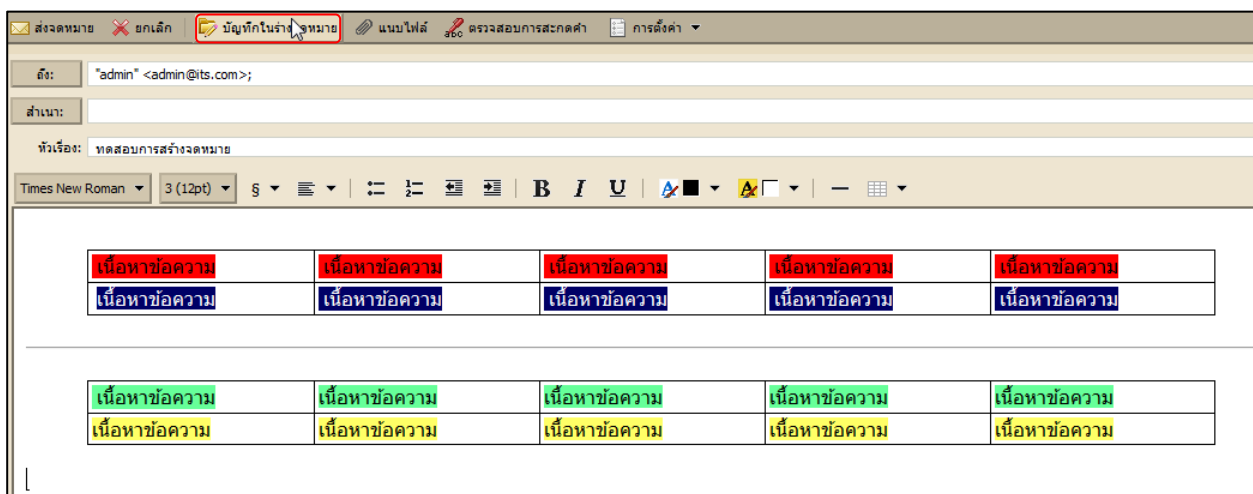 ส่งจดหมาย ยกเลิก บันทึกในร่างจดหมาย แนบไฟล์ abc ตรวจสอบการสะกดคำ การตั้งค่า
ถึง: "admin" <admin@its.com>;
สำเนา:
หัวเรื่อง: ทดสอบการสร้างจดหมาย
Times New Roman 3 (12pt) § B I U A A
เนื้อหาข้อความ เนื้อหาข้อความ เนื้อหาข้อความ เนื้อหาข้อความ เนื้อหาข้อความ
เนื้อหาข้อความ เนื้อหาข้อความ เนื้อหาข้อความ เนื้อหาข้อความ เนื้อหาข้อความ
เนื้อหาข้อความ เนื้อหาข้อความ เนื้อหาข้อความ เนื้อหาข้อความ เนื้อหาข้อความ
เนื้อหาข้อความ เนื้อหาข้อความ เนื้อหาข้อความ เนื้อหาข้อความ เนื้อหาข้อความ